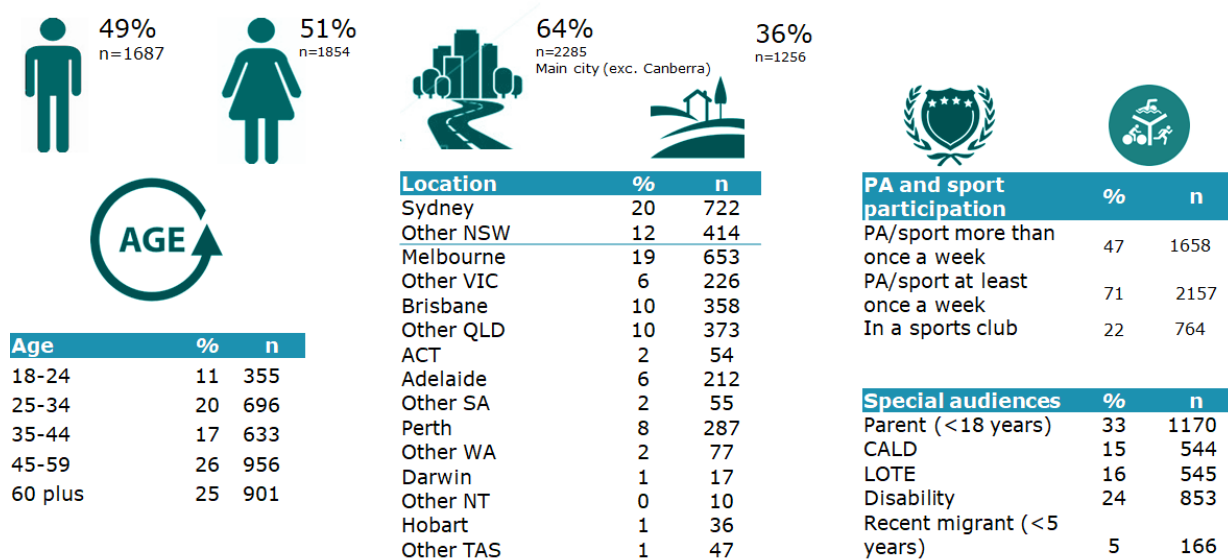 49%
n=1687
51%
n=1854
64%
n=2285
Main city (exc. Canberra)
36%
n=1256
AGE
Age % n
18-24 11 355
25-34 20 696
35-44 17 633
45-59 26 956
60 plus 25 901
Location % n
Sydney 20 722
Other NSW 12 414
Melbourne 19 653
Other VIC 6 226
Brisbane 10 358
Other QLD 10 373
ACT 2 54
Adelaide 6 212
Other SA 2 55
Perth 8 287
Other WA 2 77
Darwin 1 17
Other NT 0 10
Hobart 1 36
Other TAS 1 47
PA and sport
participation % n
PA/sport more than
once a week 47 1658
PA/sport at least
once a week 71 2157
In a sports club 22 764
Special audiences % n
Parent (<18 years) 33 1170
CALD 15 544
LOTE 16 545
Disability 24 853
Recent migrant (<5
years) 5 166